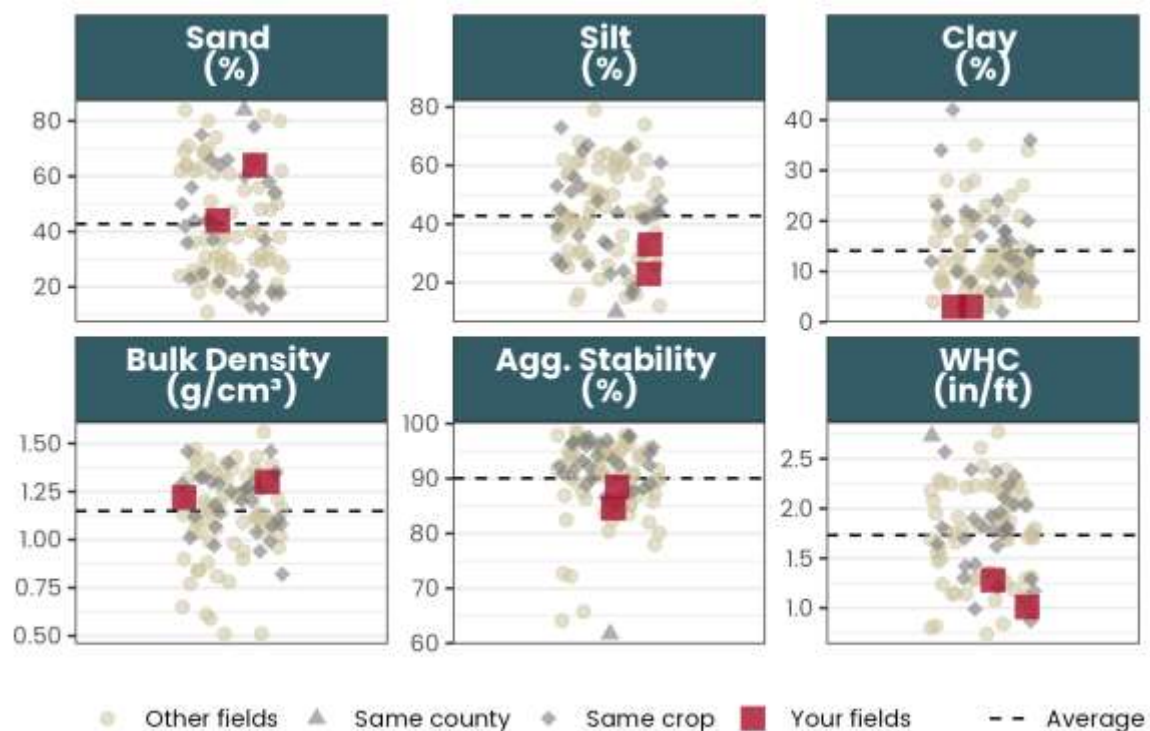 Sand
(%)
Silt
(%)
Clay
(%)
80
60
40
20
80
60
40
20
40
30
20
10
0
Bulk Density
(g/cm³)
Agg. Stability
(%)
WHC
(in/ft)
1.50
1.25
1.00
0.75
0.50
100
90
80
70
60
2.5
2.0
1.5
1.0
Other fields
Same county
Same crop
Your fields
Average